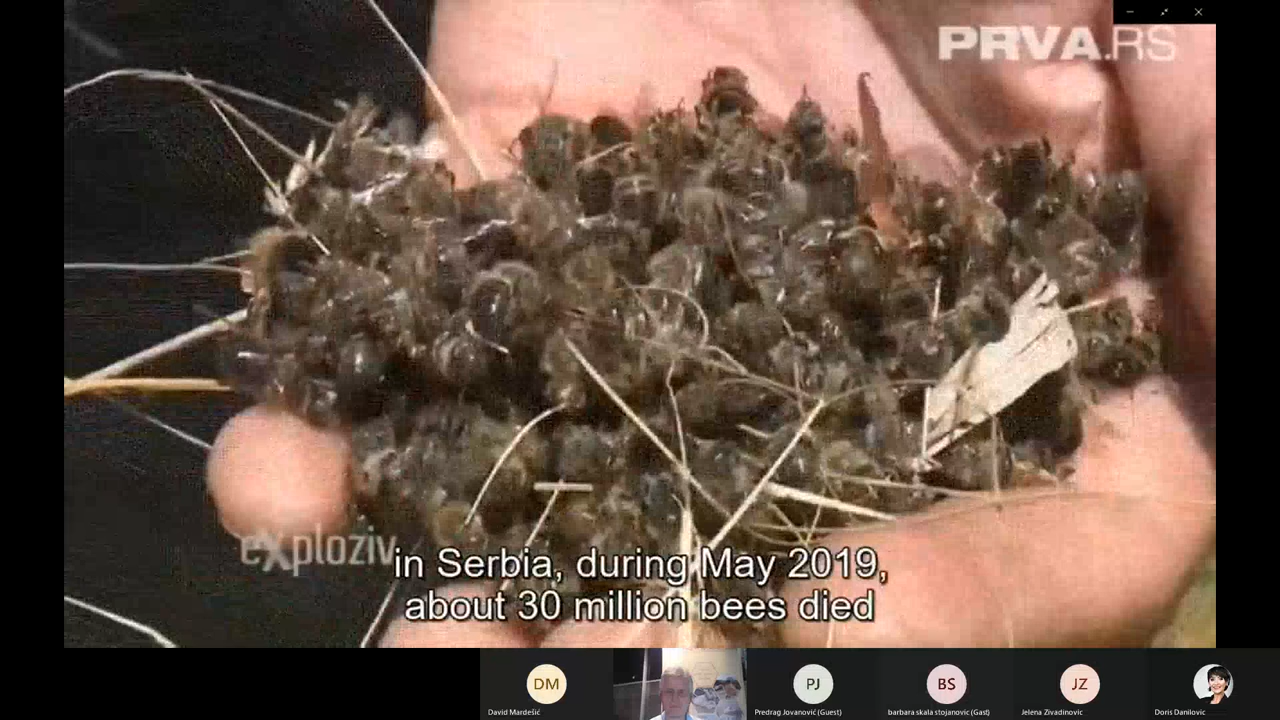 PRVA.RS
exploziv
in Serbia, during May 2019,
about 30 million bees died
DM
PJ
BS
JZ
David Mardešić
Predrag Jovanović (Guest)
barbara skala stojanovic (Gast)
Jelena Zivadinovic
Doris Danilovic